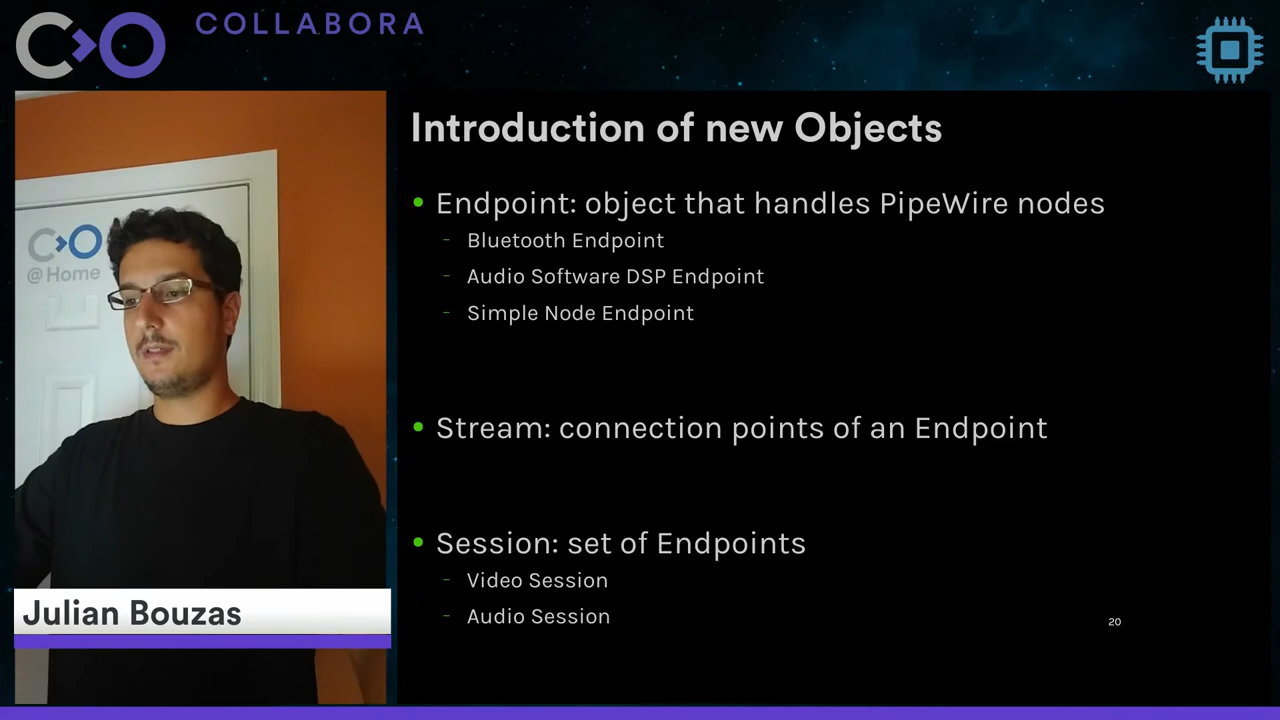 COLLABORA
@Home
Julian Bouzas
Introduction of new Objects
• Endpoint: object that handles PipeWire nodes
- Bluetooth Endpoint
- Audio Software DSP Endpoint
- Simple Node Endpoint
• Stream: connection points of an Endpoint
• Session: set of Endpoints
- Video Session
- Audio Session
20